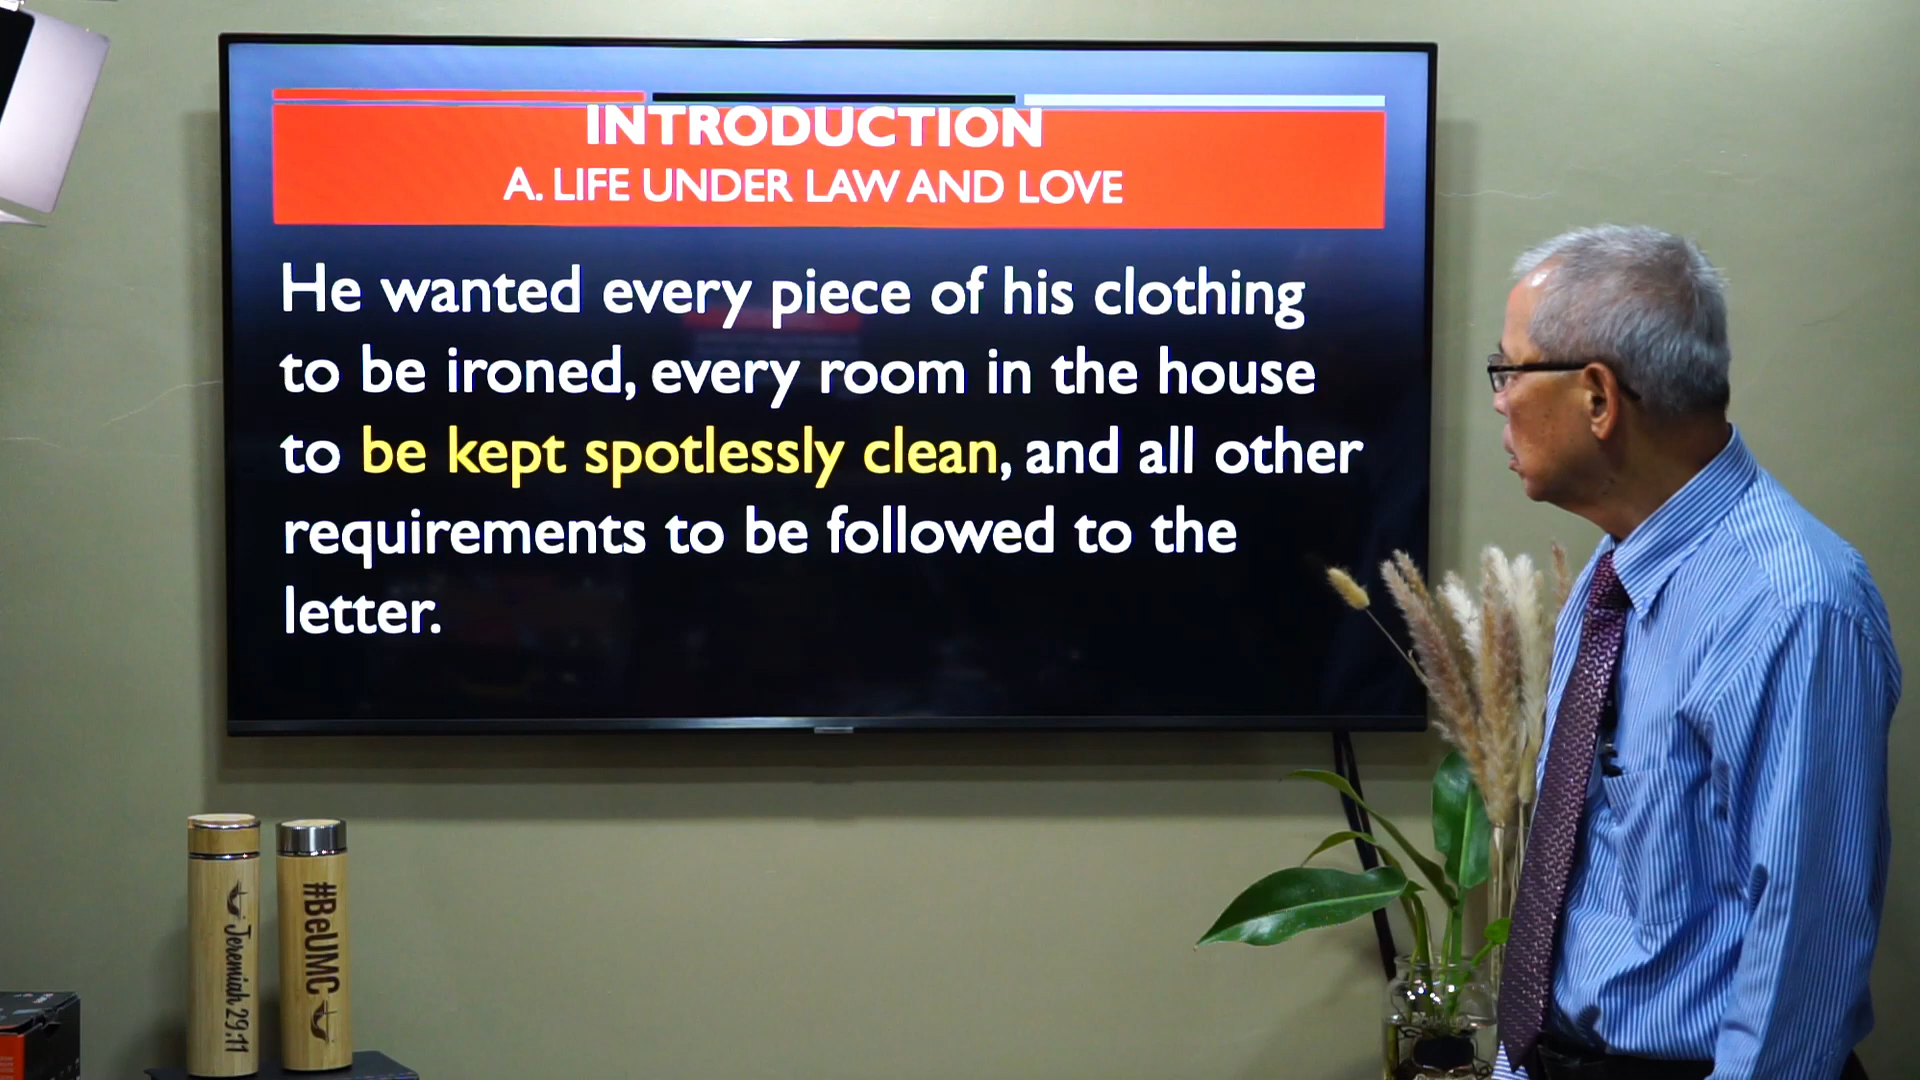 INTRODUCTION
A. LIFE UNDER LAW AND LOVE
He wanted every piece of his clothing
to be ironed, every room in the house
to be kept spotlessly clean, and all other
requirements to be followed to the
letter.
Jeremiah 29:11
#BeUMC